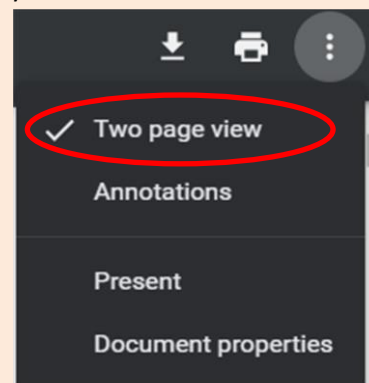 Two page view
Annotations
Present
Document properties